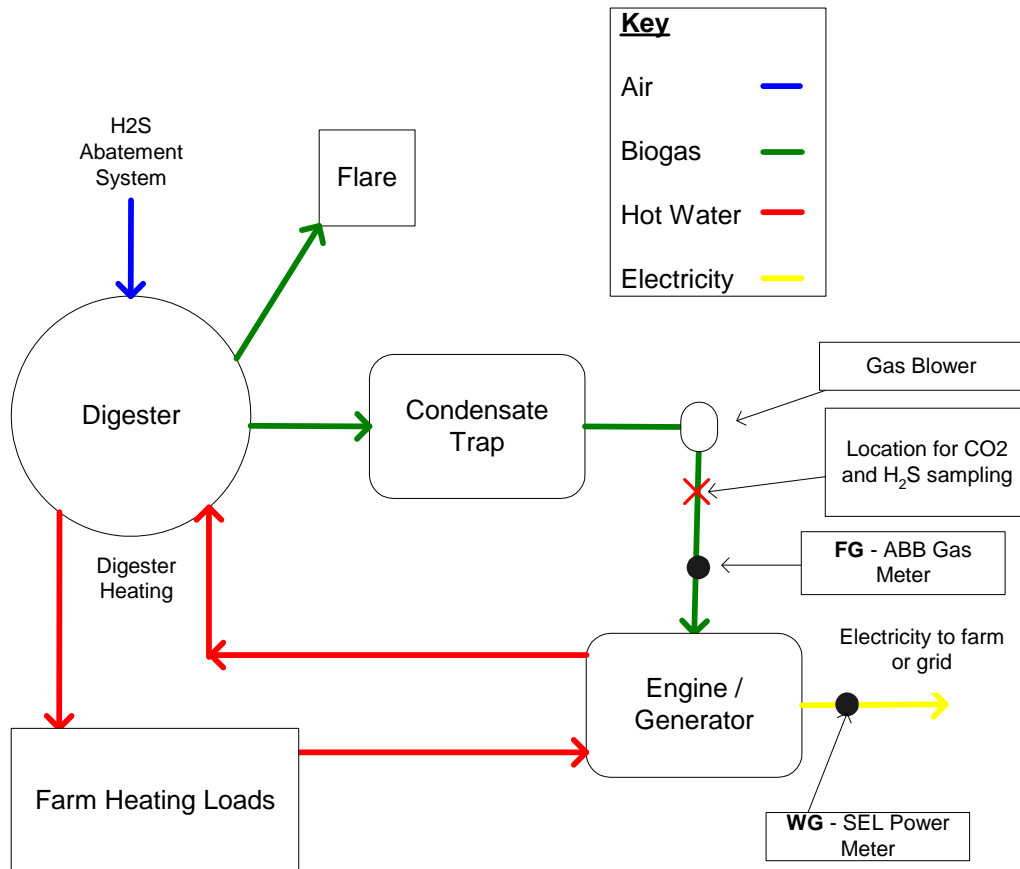 Key
Air
Biogas
Hot Water
Electricity
H2S
Abatement
System
Flare
Digester
Condensate
Trap
Gas Blower
Location for CO2
and H₂S sampling
FG - ABB Gas
Meter
Digester
Heating
Electricity to farm
or grid
Engine /
Generator
Farm Heating Loads
WG - SEL Power
Meter